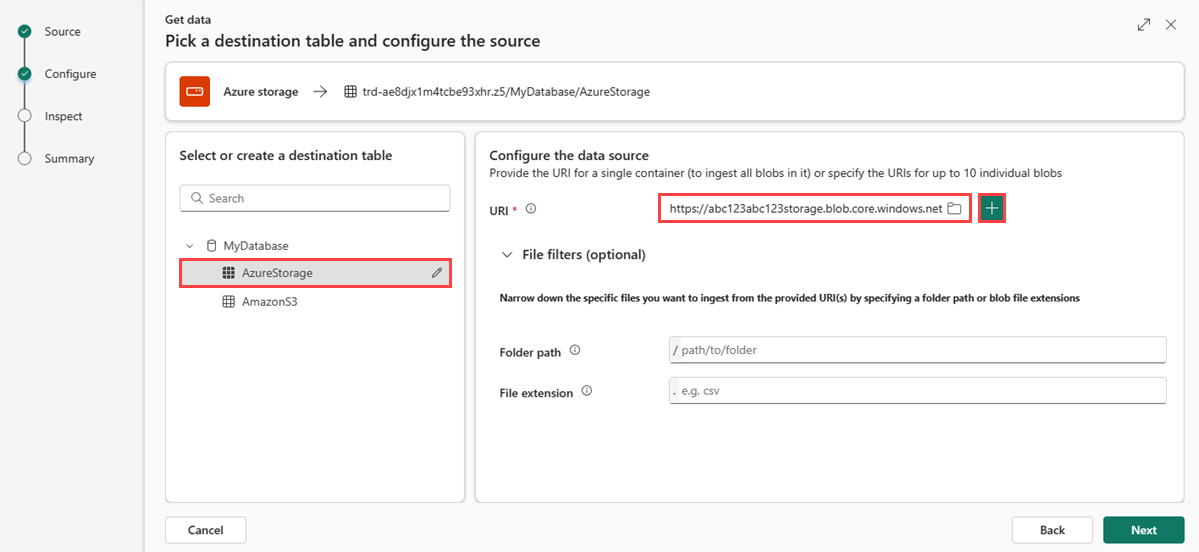 Source
Configure
Inspect
Summary
Get data
Pick a destination table and configure the source
Azure storage
trd-ae8djx1m4tcbe93xhr.z5/MyDatabase/AzureStorage
Select or create a destination table
Search
MyDatabase
AzureStorage
AmazonS3
Configure the data source
Provide the URI for a single container (to ingest all blobs in it) or specify the URIs for up to 10 individual blobs
URI * https://abc123abc123storage.blob.core.windows.net
File filters (optional)
Narrow down the specific files you want to ingest from the provided URI(s) by specifying a folder path or blob file extensions
Folder path / path/to/folder
File extension . e.g. csv
Cancel
Back
Next